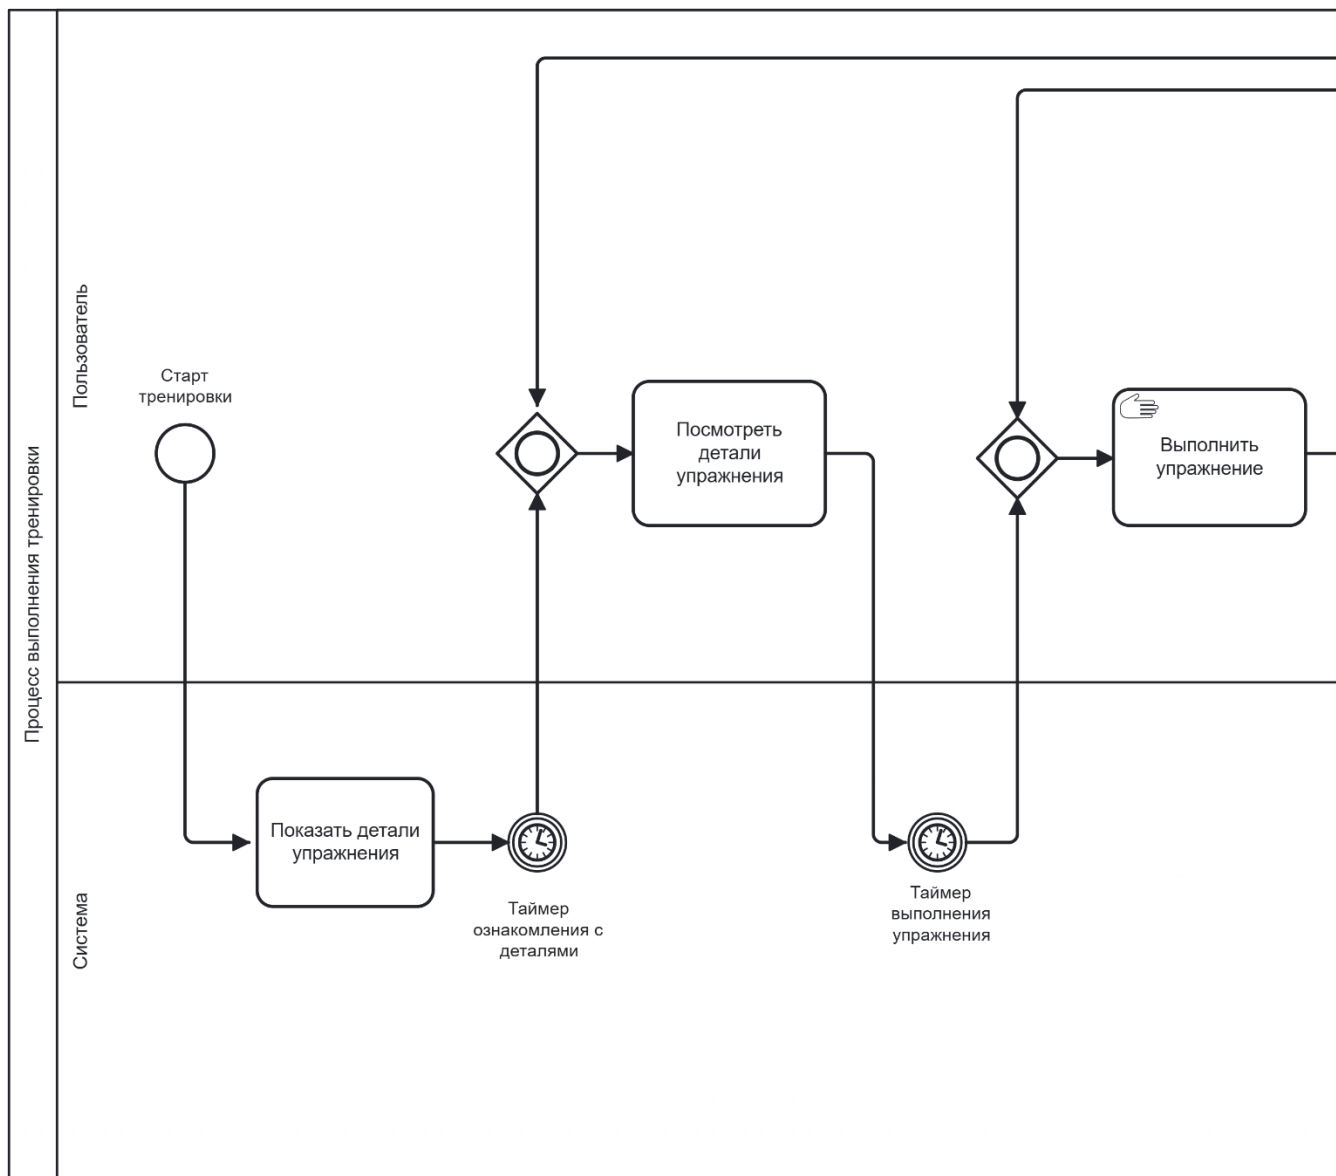 Процесс выполнения тренировки
Пользователь
Старт
тренировки
Посмотреть
детали
упражнения
Выполнить
упражнение
Система
Показать детали
упражнения
Таймер
ознакомления с
деталями
Таймер
выполнения
упражнения